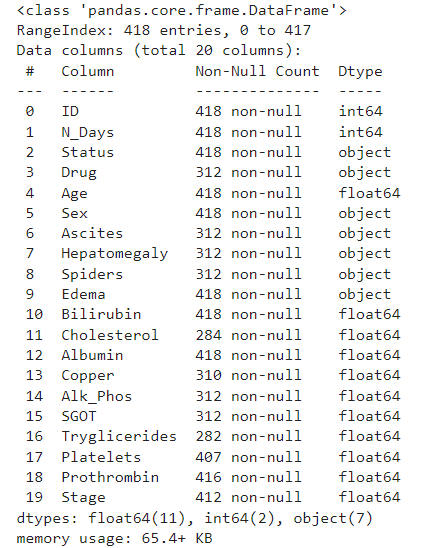 <class 'pandas.core.frame.DataFrame'>
RangeIndex: 418 entries, 0 to 417
Data columns (total 20 columns):
 #   Column         Non-Null Count  Dtype
---  ------         --------------  -----
 0   ID             418 non-null    int64
 1   N_Days         418 non-null    int64
 2   Status         418 non-null    object
 3   Drug           312 non-null    object
 4   Age            418 non-null    float64
 5   Sex            418 non-null    object
 6   Ascites        312 non-null    object
 7   Hepatomegaly   312 non-null    object
 8   Spiders        312 non-null    object
 9   Edema          418 non-null    object
 10  Bilirubin      418 non-null    float64
 11  Cholesterol    284 non-null    float64
 12  Albumin        418 non-null    float64
 13  Copper         310 non-null    float64
 14  Alk_Phos       312 non-null    float64
 15  SGOT           312 non-null    float64
 16  Tryglicerides  282 non-null    float64
 17  Platelets      407 non-null    float64
 18  Prothrombin    416 non-null    float64
 19  Stage          412 non-null    float64
dtypes: float64(11), int64(2), object(7)
memory usage: 65.4+ KB